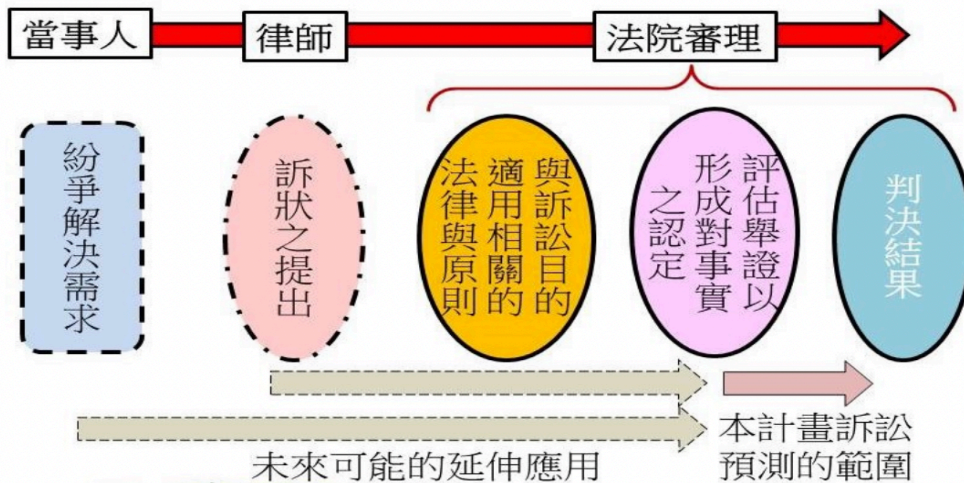 當事人
律師
法院審理
紛爭解決需求
訴狀之提出
與訴訟目的
適用相關的
法律與原則
評估舉證以
形成對事實
之認定
判決結果
未來可能的延伸應用
本計畫訴訟
預測的範圍